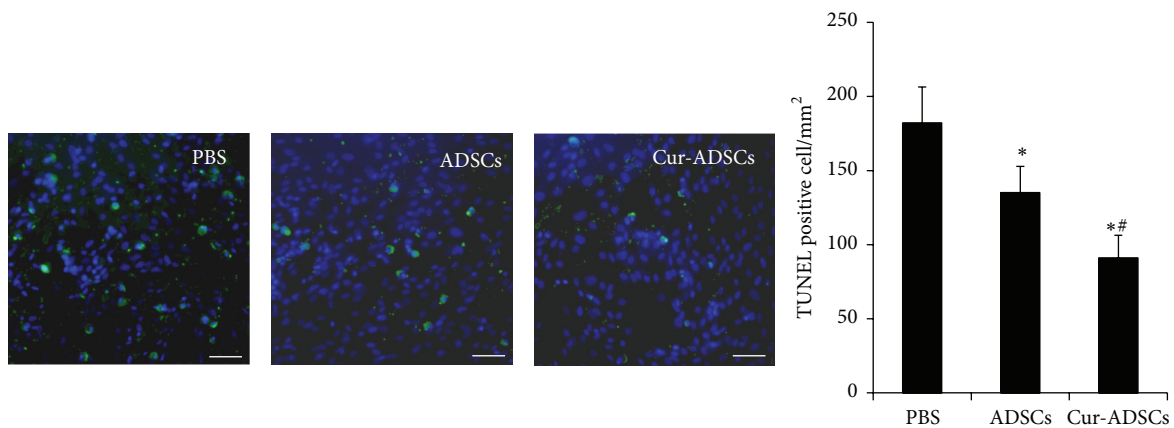 PBS
ADSCs
Cur-ADSCs
TUNEL positive cell/mm²
250
200
150
100
50
0
*
*#
PBS
ADSCs
Cur-ADSCs